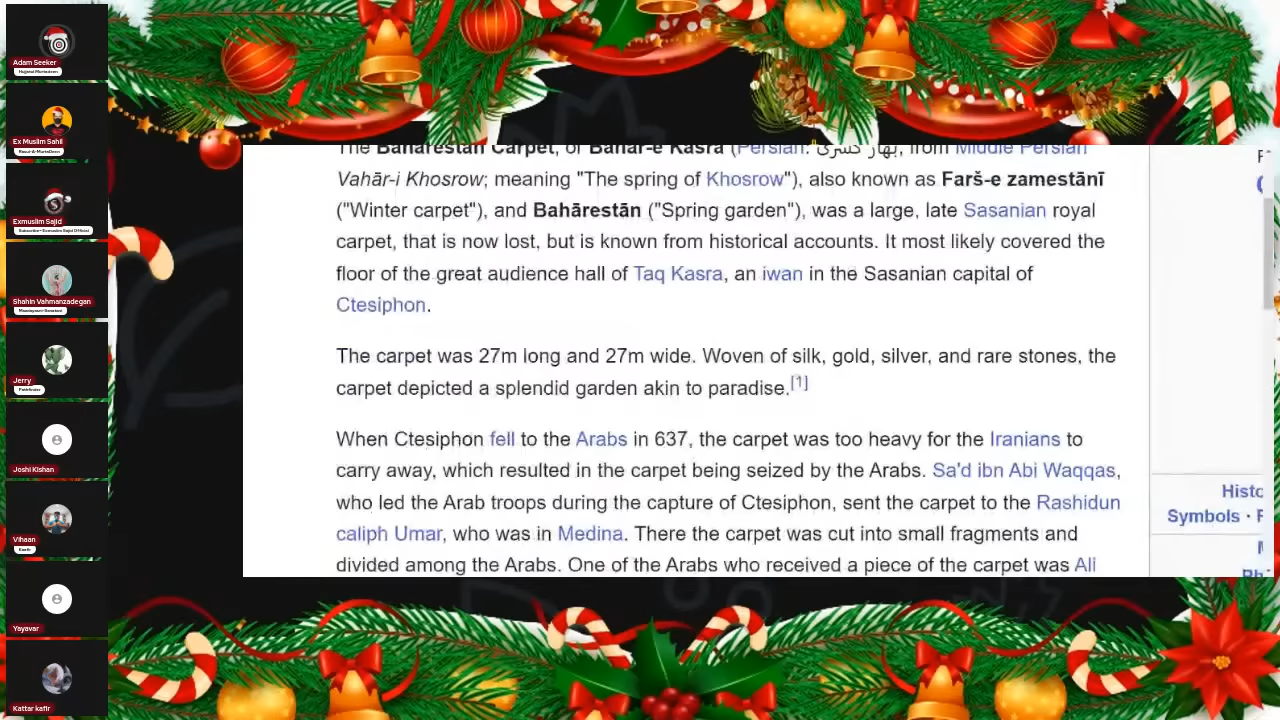 Adam Seeker
Ex Muslim Sahil
Exmuslim Sajid
Subscribe- Exmuslim Sajid Official
Shahin Vahmanzadegan
Jerry
Pathfinder
Joshi Kishan
Vihaan
Kaafir
Yayavar
Kattar kafir
The Baharestan Carpet, or Bahar-e Kasra (Persian: بهار کسری, from Middle Persian
Vahār-i Khosrow; meaning "The spring of Khosrow"), also known as Farš-e zamestānī
("Winter carpet"), and Bahārestān ("Spring garden"), was a large, late Sasanian royal
carpet, that is now lost, but is known from historical accounts. It most likely covered the
floor of the great audience hall of Taq Kasra, an iwan in the Sasanian capital of
Ctesiphon.
The carpet was 27m long and 27m wide. Woven of silk, gold, silver, and rare stones, the
carpet depicted a splendid garden akin to paradise.[1]
When Ctesiphon fell to the Arabs in 637, the carpet was too heavy for the Iranians to
carry away, which resulted in the carpet being seized by the Arabs. Sa'd ibn Abi Waqqas,
who led the Arab troops during the capture of Ctesiphon, sent the carpet to the Rashidun
caliph Umar, who was in Medina. There the carpet was cut into small fragments and
divided among the Arabs. One of the Arabs who received a piece of the carpet was Ali
Histo
Symbols · F